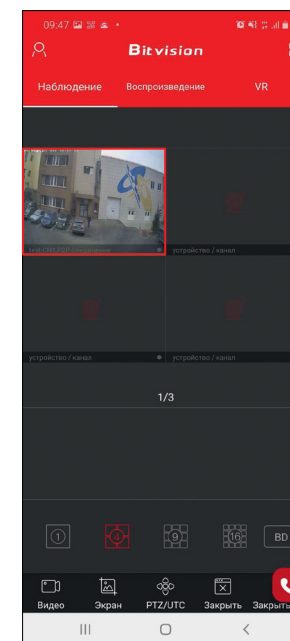 09:47
Bitvision
Наблюдение Воспроизведение VR
устройство / канал
устройство / канал устройство / канал
1/3
1 4 9 16 BD
Видео Экран PTZ/UTC Закрыть Закрыть